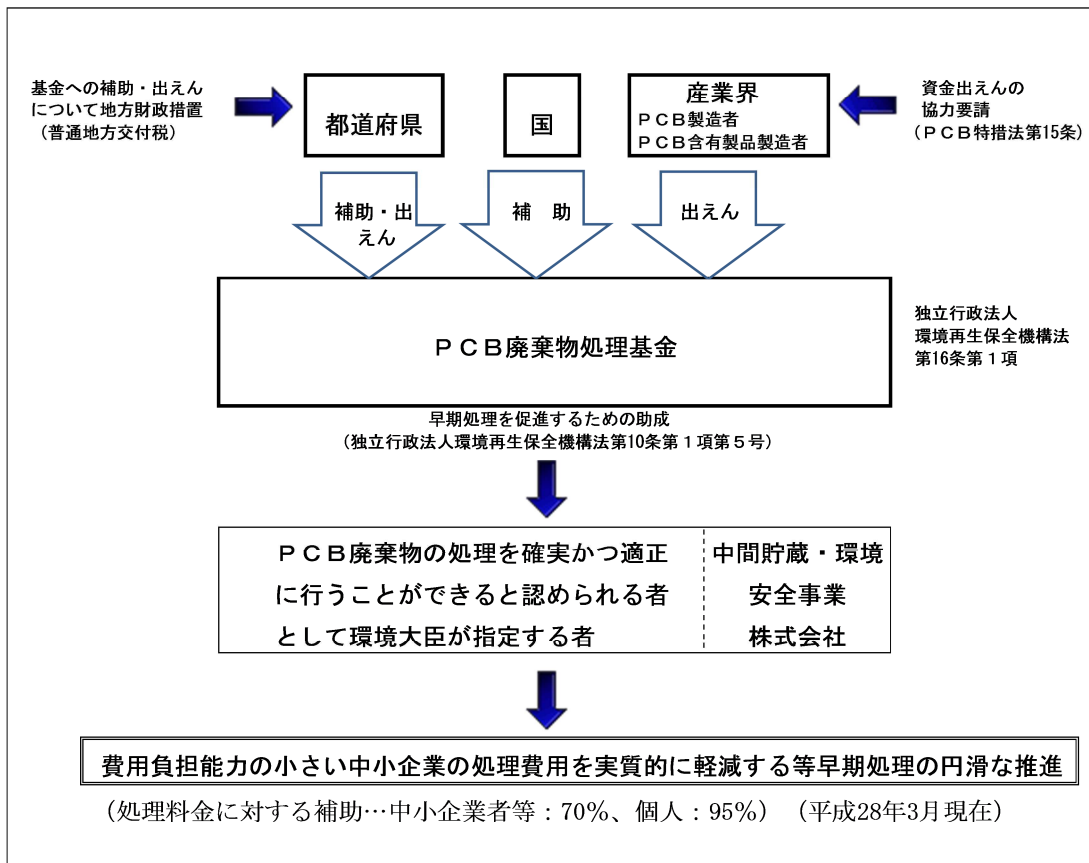 基金への補助・出えん
について地方財政措置
（普通地方交付税）
都道府県
国
産業界
ＰＣＢ製造者
ＰＣＢ含有製品製造者
資金出えんの
協力要請
（ＰＣＢ特措法第15条）
補助・出
えん
補　助
出えん
ＰＣＢ廃棄物処理基金
独立行政法人
環境再生保全機構法
第16条第１項
早期処理を促進するための助成
（独立行政法人環境再生保全機構法第10条第１項第５号）
ＰＣＢ廃棄物の処理を確実かつ適正
に行うことができると認められる者
として環境大臣が指定する者
中間貯蔵・環境
安全事業
株式会社
費用負担能力の小さい中小企業の処理費用を実質的に軽減する等早期処理の円滑な推進
（処理料金に対する補助…中小企業者等：70％、個人：95％）（平成28年3月現在）